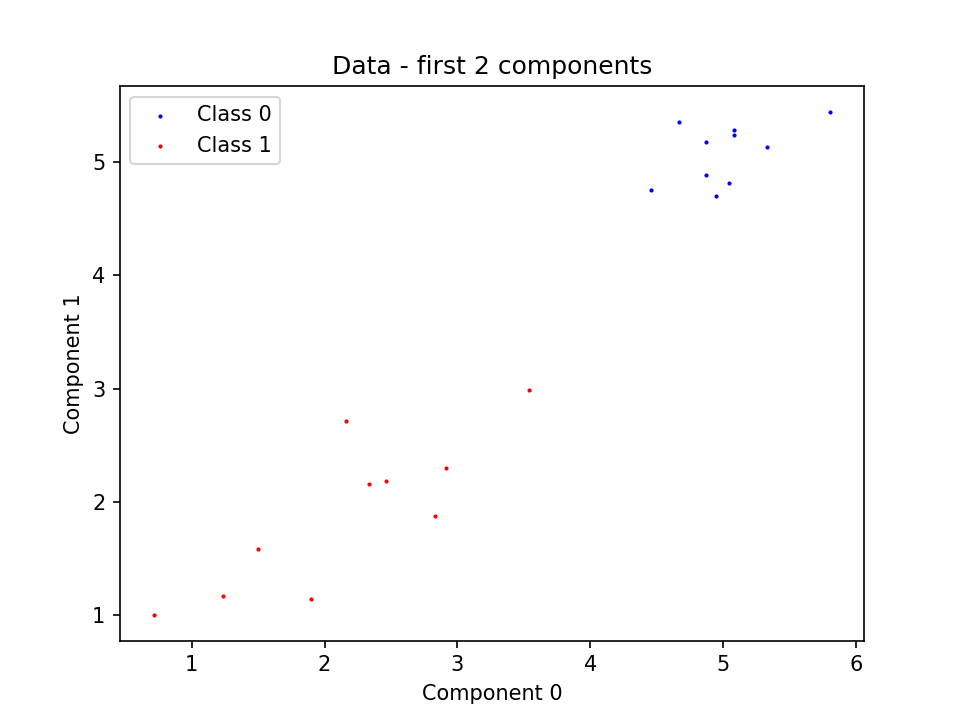 Data - first 2 components
Class 0
Class 1
5
4
3
2
1
Component 1
1 2 3 4 5 6
Component 0